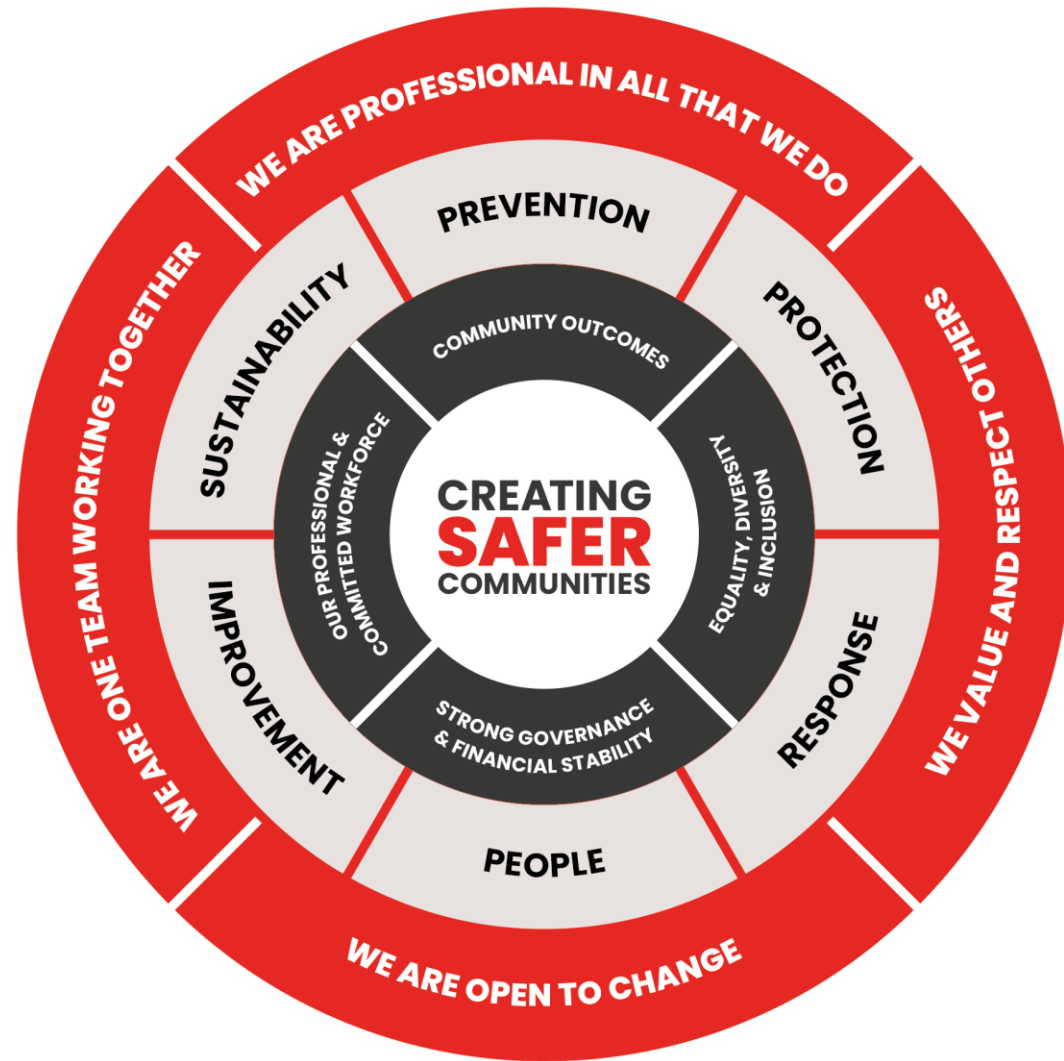 WE ARE PROFESSIONAL IN ALL THAT WE DO
WE VALUE AND RESPECT OTHERS
WE ARE OPEN TO CHANGE
WE ARE ONE TEAM WORKING TOGETHER
PREVENTION
PROTECTION
RESPONSE
PEOPLE
IMPROVEMENT
SUSTAINABILITY
COMMUNITY OUTCOMES
EQUALITY, DIVERSITY
& INCLUSION
STRONG GOVERNANCE
& FINANCIAL STABILITY
OUR PROFESSIONAL &
COMMITTED WORKFORCE
CREATING
SAFER
COMMUNITIES